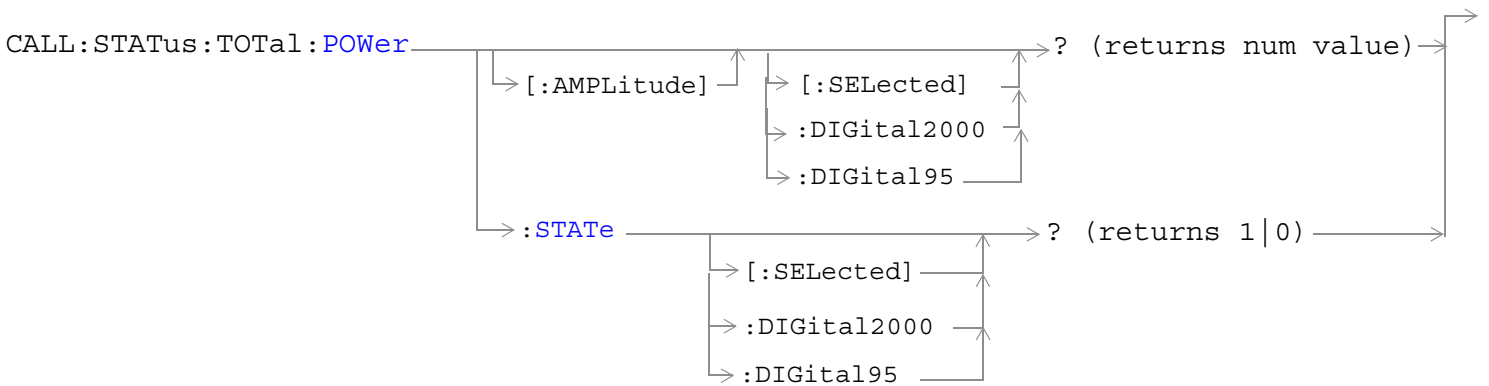 CALL:STATus:TOTal:POWer ? (returns num value)
[:AMPLitude] [:SELected]
:DIGital2000
:DIGital95
:STATe ? (returns 1|0)
[:SELected]
:DIGital2000
:DIGital95